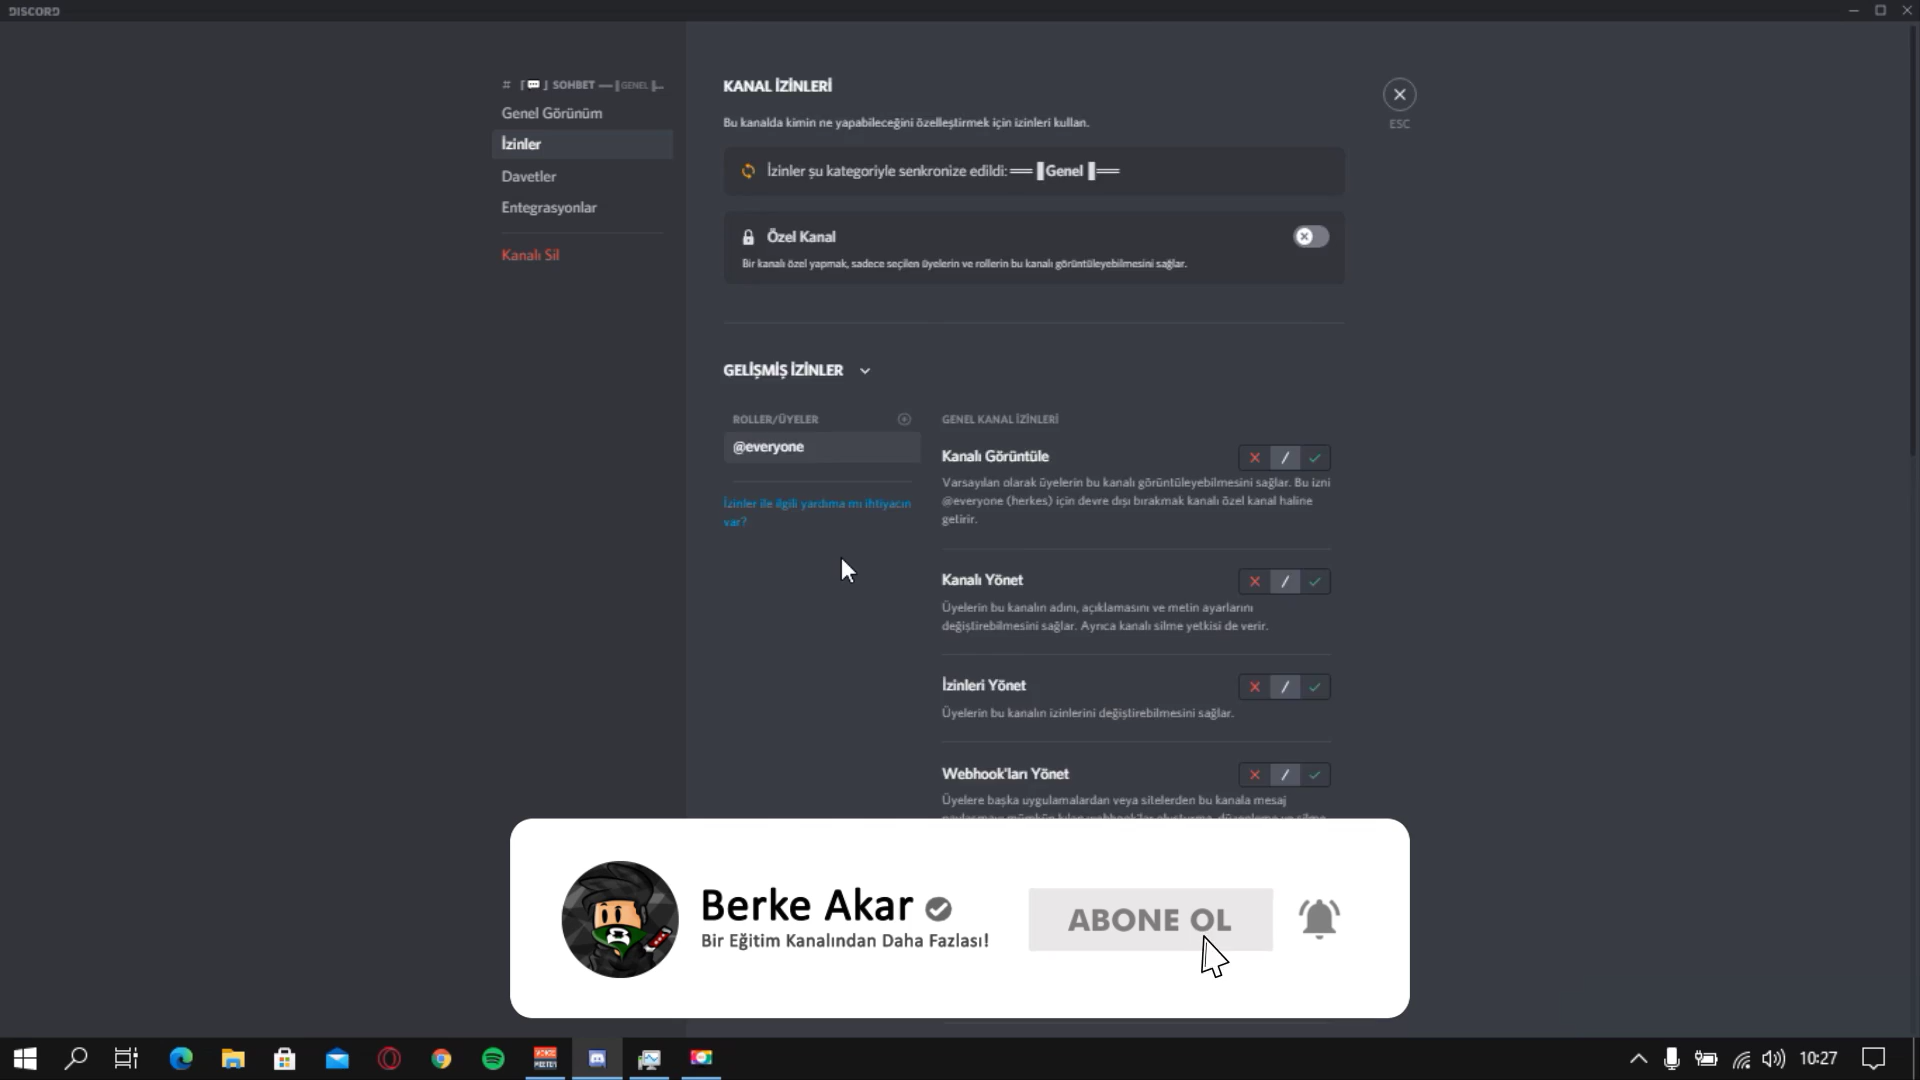 DISCORD
# [💬] SOHBET ══▐GENEL▐...
Genel Görünüm
İzinler
Davetler
Entegrasyonlar
Kanalı Sil
KANAL İZİNLERİ
Bu kanalda kimin ne yapabileceğini özelleştirmek için izinleri kullan.
İzinler şu kategoriyle senkronize edildi: ══▐Genel▐══
Özel Kanal
Bir kanalı özel yapmak, sadece seçilen üyelerin ve rollerin bu kanalı görüntüleyebilmesini sağlar.
ESC
GELİŞMİŞ İZİNLER
ROLLER/ÜYELER
@everyone
İzinler ile ilgili yardıma mı ihtiyacın
var?
GENEL KANAL İZİNLERİ
Kanalı Görüntüle
Varsayılan olarak üyelerin bu kanalı görüntüleyebilmesini sağlar. Bu izni
@everyone (herkes) için devre dışı bırakmak kanalı özel kanal haline
getirir.
Kanalı Yönet
Üyelerin bu kanalın adını, açıklamasını ve metin ayarlarını
değiştirebilmesini sağlar. Ayrıca kanalı silme yetkisi de verir.
İzinleri Yönet
Üyelerin bu kanalın izinlerini değiştirebilmesini sağlar.
Webhook'ları Yönet
Üyelere başka uygulamalardan veya sitelerden bu kanala mesaj
Berke Akar
Bir Eğitim Kanalından Daha Fazlası!
ABONE OL
10:27